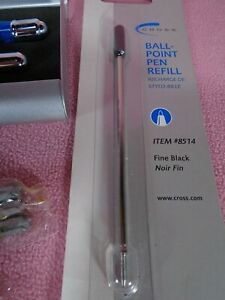 CROSS
BALL-
POINT
PEN
REFILL
RECHARGE DE
STYLO-BILLE
ITEM #8514
Fine Black
Noir Fin
www.cross.com